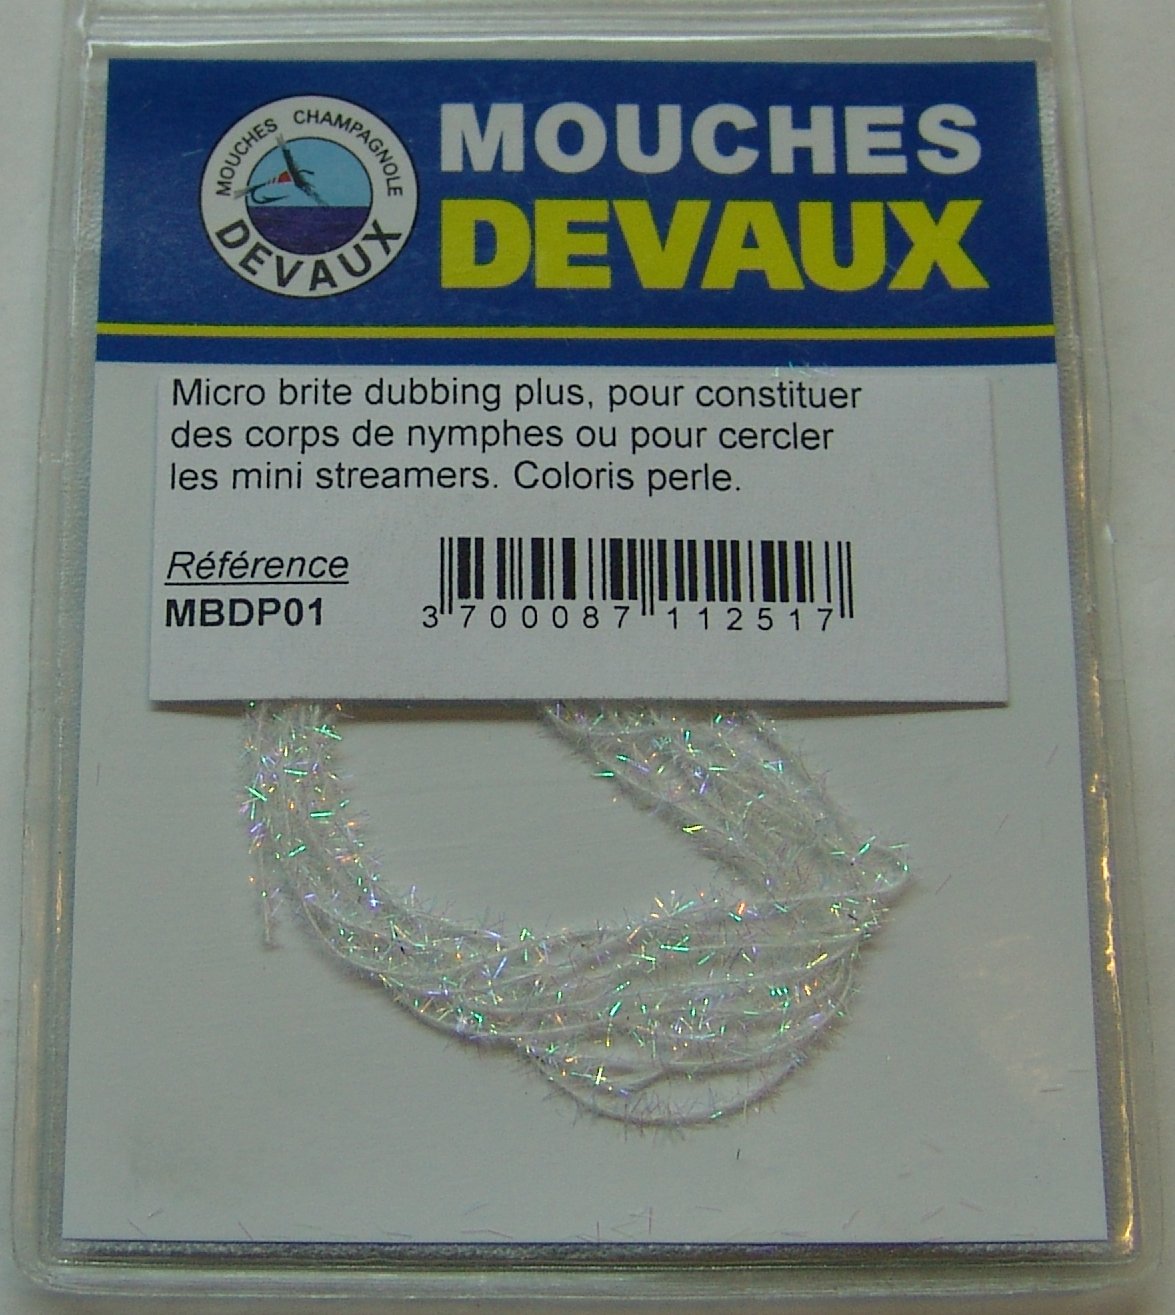 MOUCHES CHAMPAGNOLE
DEVAUX
MOUCHES
DEVAUX
Micro brite dubbing plus, pour constituer
des corps de nymphes ou pour cercler
les mini streamers. Coloris perle.
Référence
MBDP01
3 700087 112517